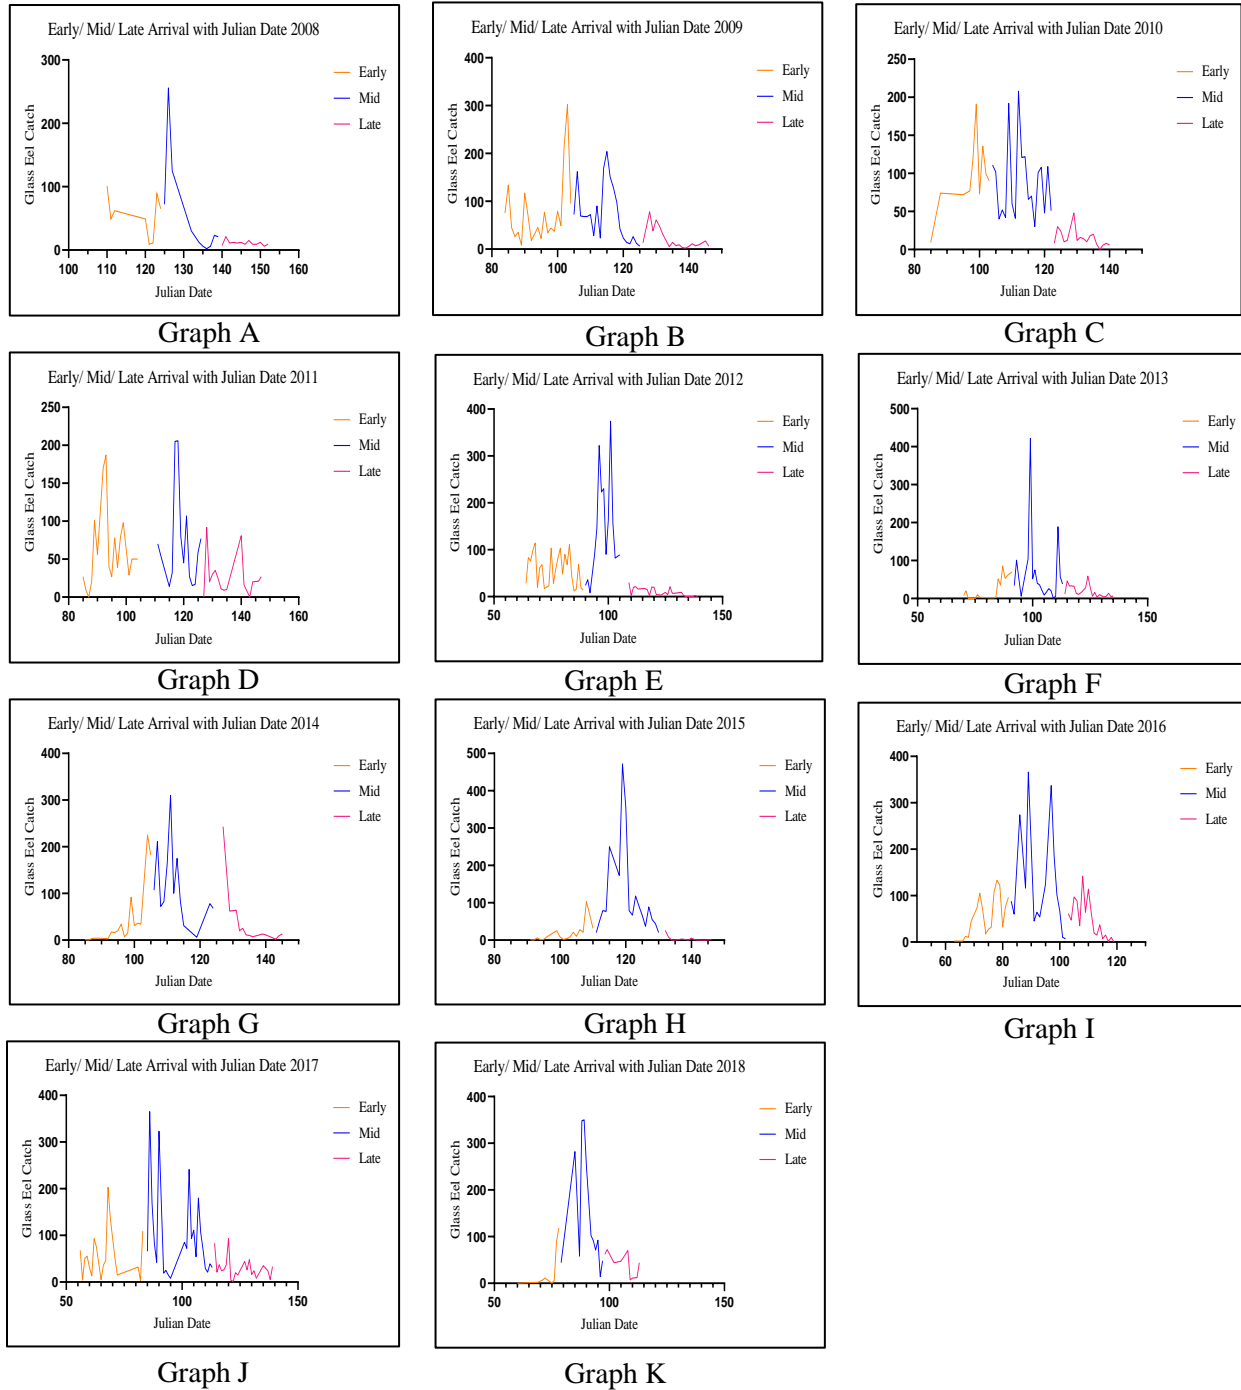 Early/ Mid/ Late Arrival with Julian Date 2008
300
200
100
0
Glass Eel Catch
100 110 120 130 140 150 160
Julian Date
Early
Mid
Late
Graph A
Early/ Mid/ Late Arrival with Julian Date 2009
400
300
200
100
0
Glass Eel Catch
80 100 120 140
Julian Date
Early
Mid
Late
Graph B
Early/ Mid/ Late Arrival with Julian Date 2010
250
200
150
100
50
0
Glass Eel Catch
80 100 120 140
Julian Date
Early
Mid
Late
Graph C
Early/ Mid/ Late Arrival with Julian Date 2011
250
200
150
100
50
0
Glass Eel Catch
80 100 120 140 160
Julian Date
Early
Mid
Late
Graph D
Early/ Mid/ Late Arrival with Julian Date 2012
400
300
200
100
0
Glass Eel Catch
50 100 150
Julian Date
Early
Mid
Late
Graph E
Early/ Mid/ Late Arrival with Julian Date 2013
500
400
300
200
100
0
Glass Eel Catch
50 100 150
Julian Date
Early
Mid
Late
Graph F
Early/ Mid/ Late Arrival with Julian Date 2014
400
300
200
100
0
Glass Eel Catch
80 100 120 140
Julian Date
Early
Mid
Late
Graph G
Early/ Mid/ Late Arrival with Julian Date 2015
500
400
300
200
100
0
Glass Eel Catch
80 100 120 140
Julian Date
Early
Mid
Late
Graph H
Early/ Mid/ Late Arrival with Julian Date 2016
400
300
200
100
0
Glass Eel Catch
60 80 100 120
Julian Date
Early
Mid
Late
Graph I
Early/ Mid/ Late Arrival with Julian Date 2017
400
300
200
100
0
Glass Eel Catch
50 100 150
Julian Date
Early
Mid
Late
Graph J
Early/ Mid/ Late Arrival with Julian Date 2018
400
300
200
100
0
Glass Eel Catch
50 100 150
Julian Date
Early
Mid
Late
Graph K